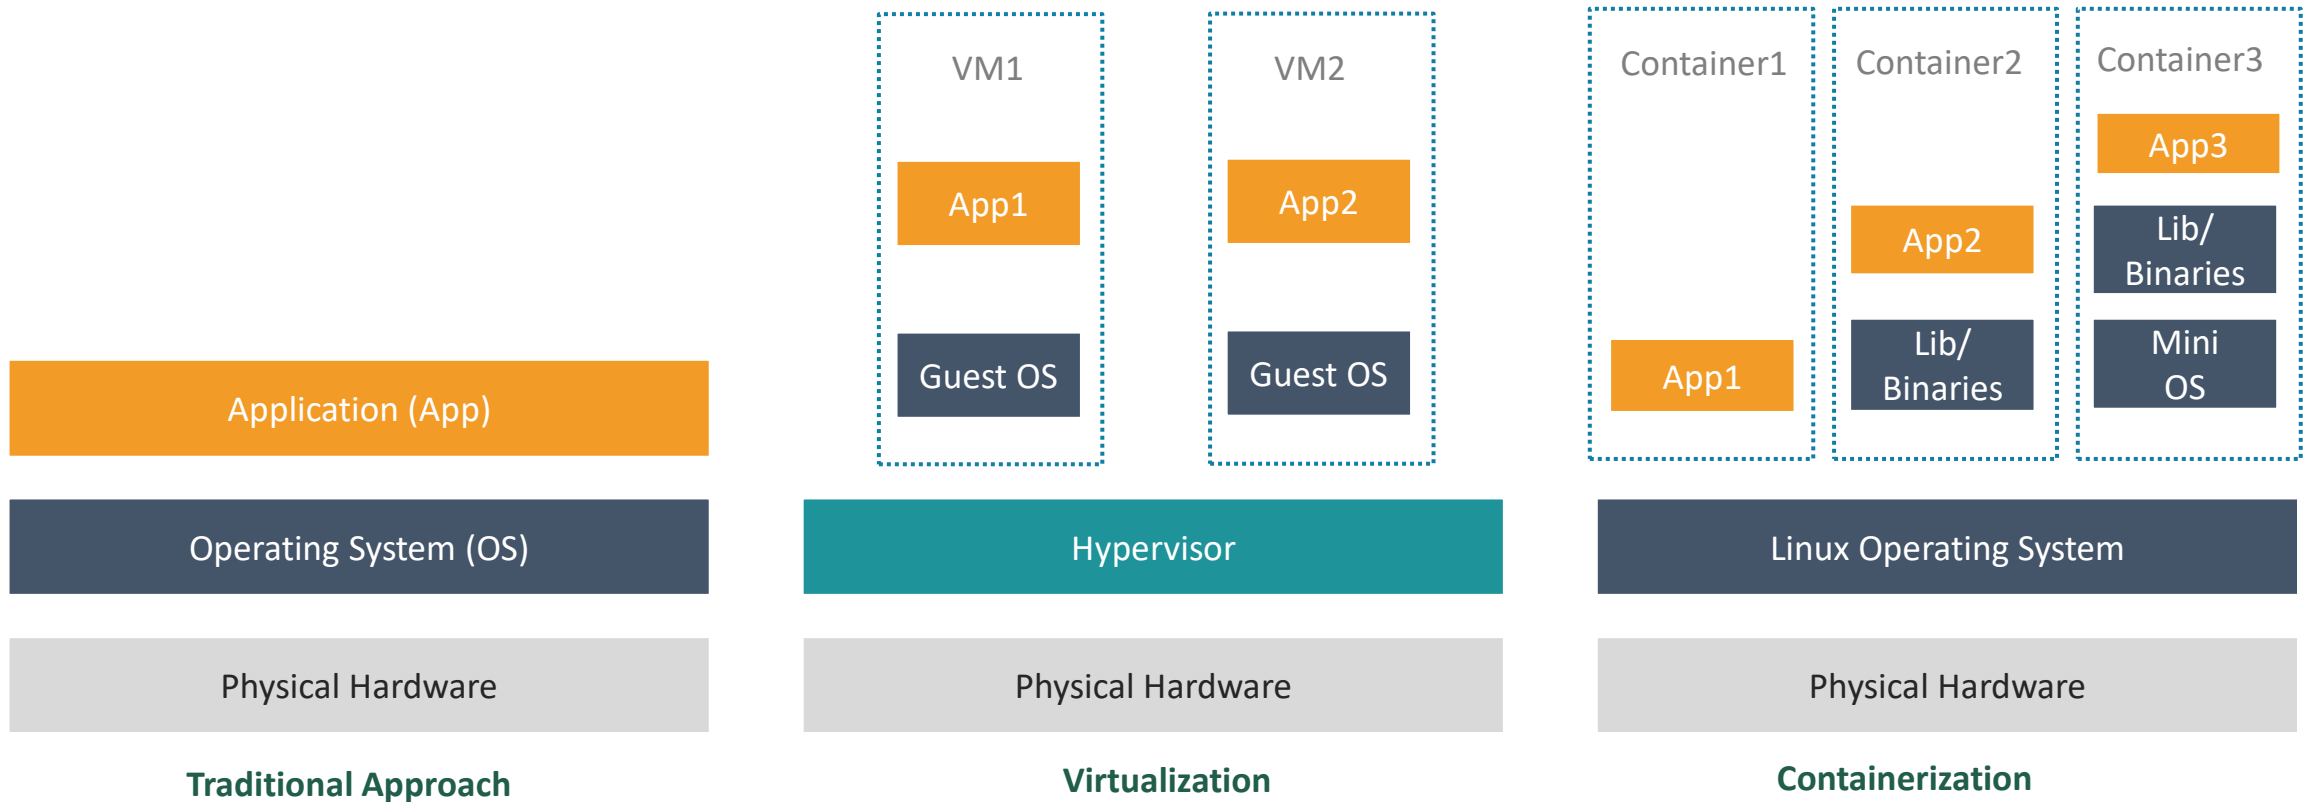 Application (App)
Operating System (OS)
Physical Hardware
Traditional Approach
VM1
App1
Guest OS
VM2
App2
Guest OS
Hypervisor
Physical Hardware
Virtualization
Container1
App1
Container2
App2
Lib/
Binaries
Container3
App3
Lib/
Binaries
Mini
OS
Linux Operating System
Physical Hardware
Containerization